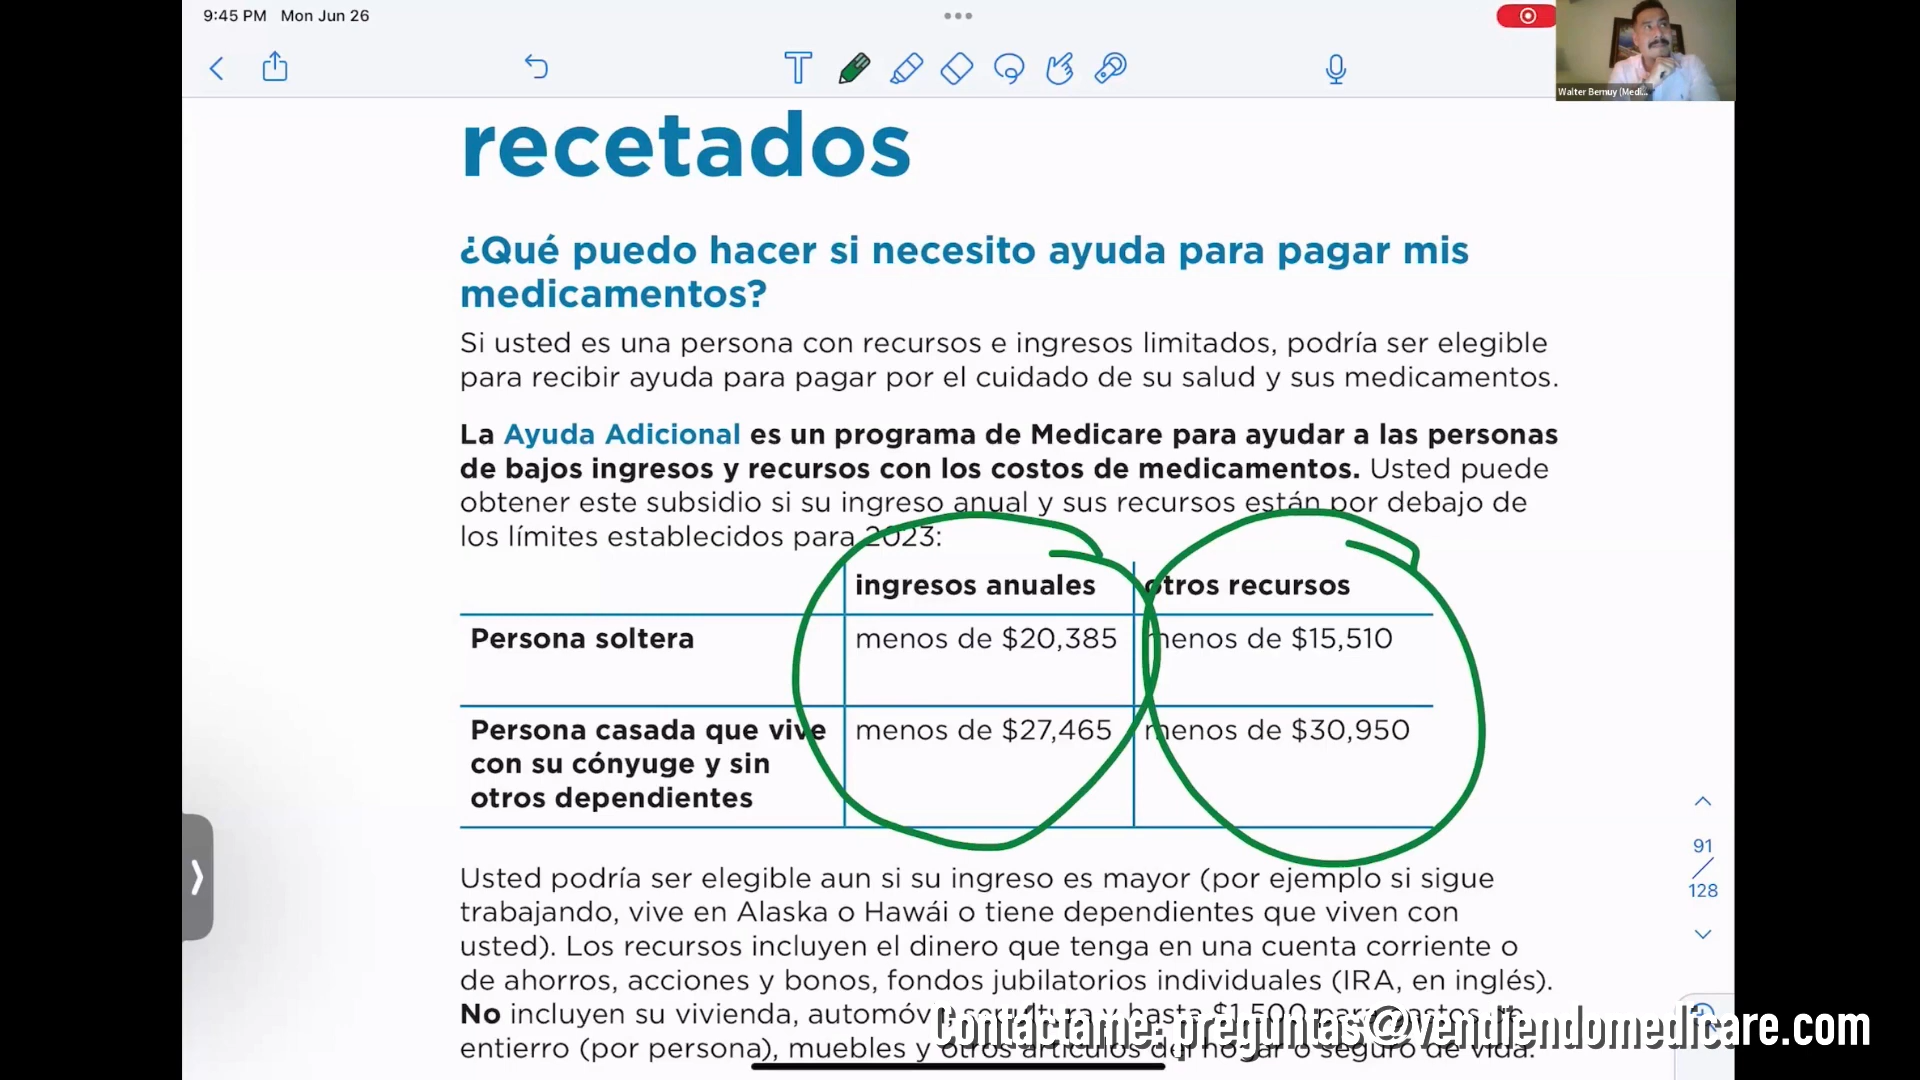 9:45 PM Mon Jun 26
Walter Bernuy (Medi...
recetados
¿Qué puedo hacer si necesito ayuda para pagar mis
medicamentos?
Si usted es una persona con recursos e ingresos limitados, podría ser elegible
para recibir ayuda para pagar por el cuidado de su salud y sus medicamentos.
La Ayuda Adicional es un programa de Medicare para ayudar a las personas
de bajos ingresos y recursos con los costos de medicamentos. Usted puede
obtener este subsidio si su ingreso anual y sus recursos están por debajo de
los límites establecidos para 2023:
ingresos anuales otros recursos
Persona soltera menos de $20,385 menos de $15,510
Persona casada que vive menos de $27,465 menos de $30,950
con su cónyuge y sin
otros dependientes
91
128
Usted podría ser elegible aun si su ingreso es mayor (por ejemplo si sigue
trabajando, vive en Alaska o Hawái o tiene dependientes que viven con
usted). Los recursos incluyen el dinero que tenga en una cuenta corriente o
de ahorros, acciones y bonos, fondos jubilatorios individuales (IRA, en inglés).
No incluyen su vivienda, hasta $1,500
entierro (por persona), muebles y otros artículos del hogar o seguro de vida.
Contáctame: preguntas@vendiendomedicare.com